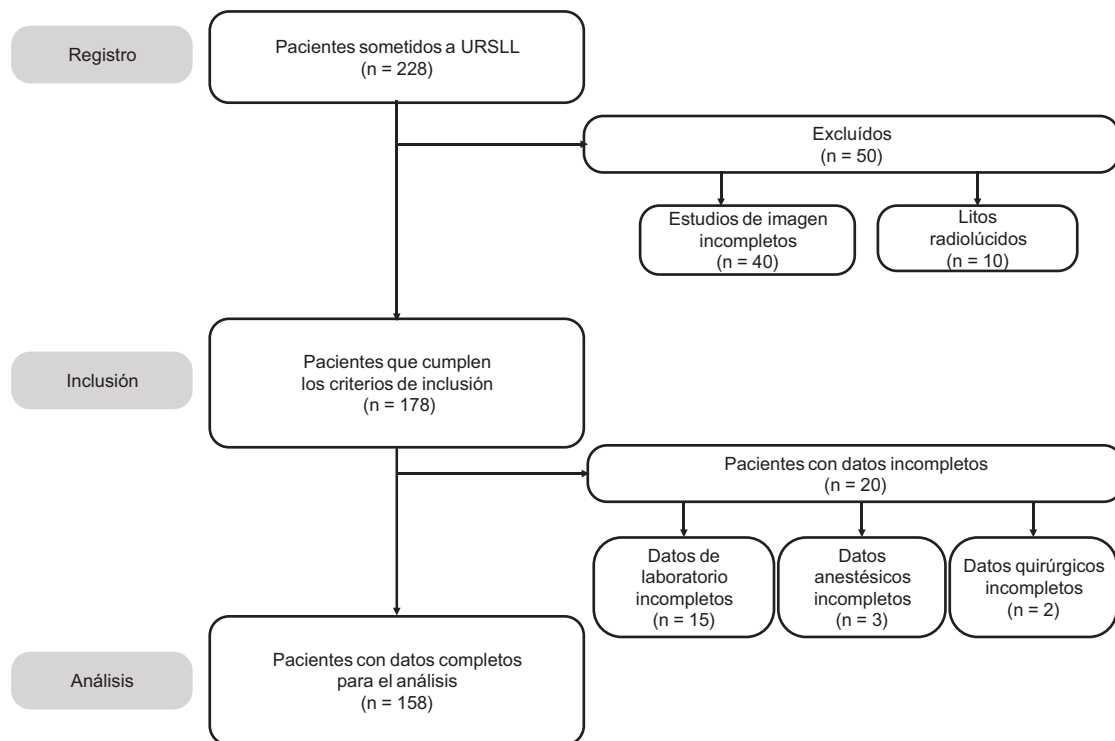 Registro
Pacientes sometidos a URSLL
(n = 228)
Excluídos
(n = 50)
Estudios de imagen
incompletos
(n = 40)
Litos
radiolúcidos
(n = 10)
Inclusión
Pacientes que cumplen
los criterios de inclusión
(n = 178)
Pacientes con datos incompletos
(n = 20)
Datos de
laboratorio
incompletos
(n = 15)
Datos
anestésicos
incompletos
(n = 3)
Datos quirúrgicos
incompletos
(n = 2)
Análisis
Pacientes con datos completos
para el análisis
(n = 158)